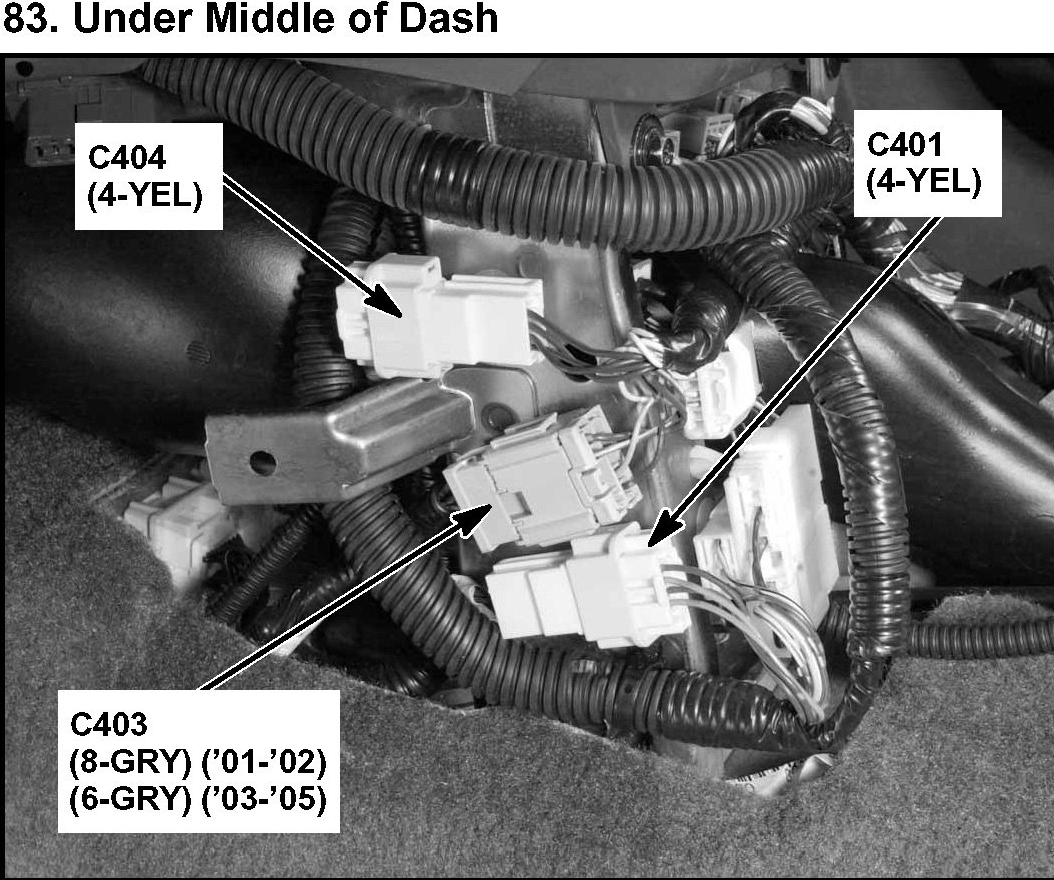 83. Under Middle of Dash
C404
(4-YEL)
C401
(4-YEL)
C403
(8-GRY) (’01-’02)
(6-GRY) (’03-’05)